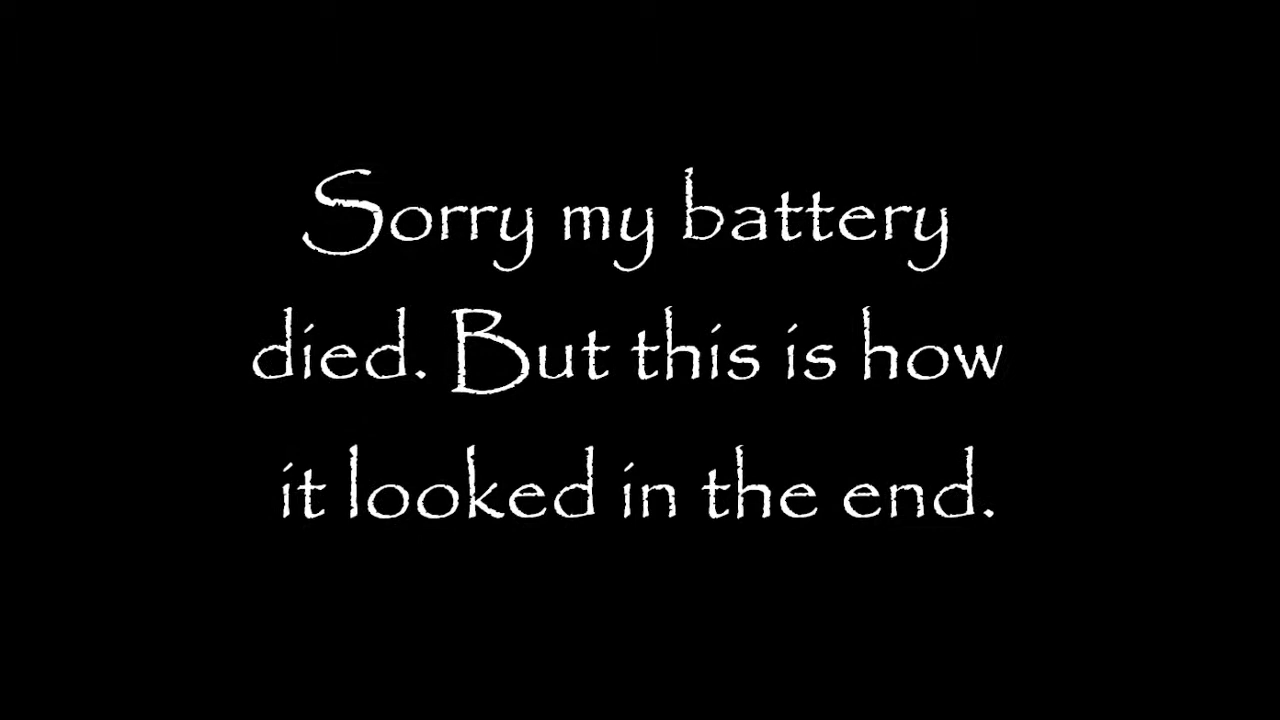 Sorry my battery
died. But this is how
it looked in the end.